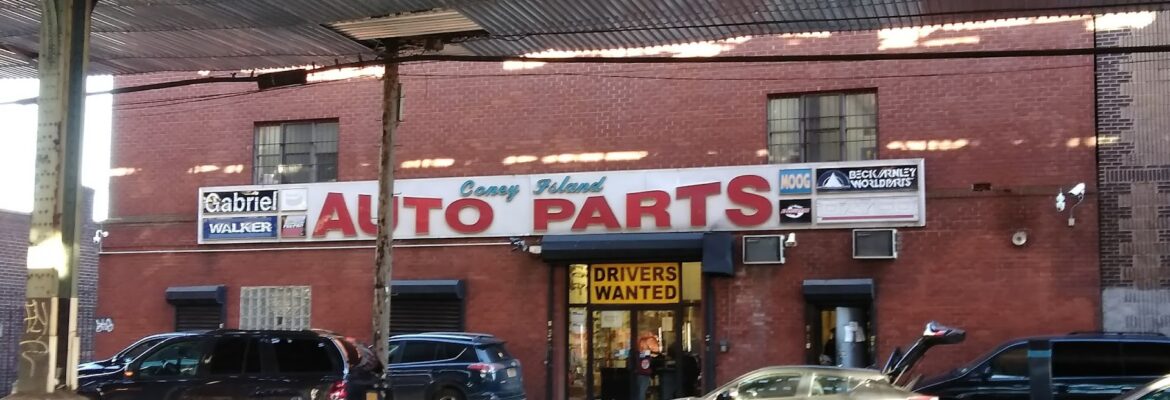 Coney Island
AUTO PARTS
Gabriel
WALKER
MOOG
BECK/ARNLEY
WORLDPARTS
DRIVERS
WANTED